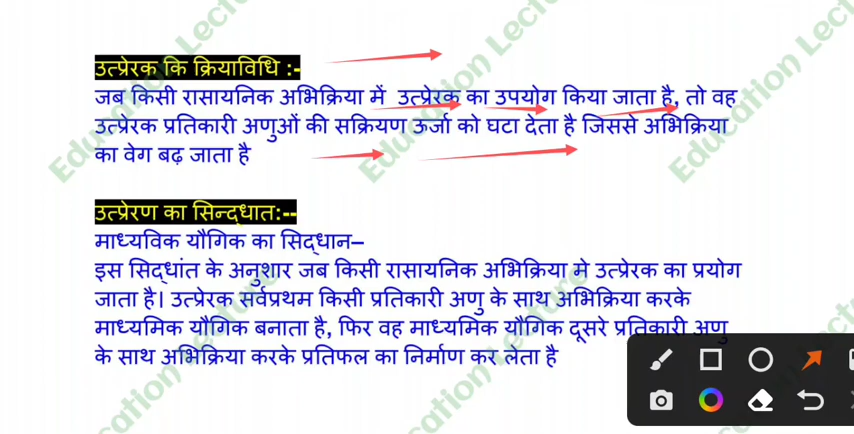 उत्प्रेरक कि क्रियाविधि :-
जब किसी रासायनिक अभिक्रिया में उत्प्रेरक का उपयोग किया जाता है, तो वह
उत्प्रेरक प्रतिकारी अणुओं की सक्रियण ऊर्जा को घटा देता है जिससे अभिक्रिया
का वेग बढ़ जाता है
उत्प्रेरण का सिन्द्धात:--
माध्यविक यौगिक का सिद्धान–
इस सिद्धांत के अनुशार जब किसी रासायनिक अभिक्रिया मे उत्प्रेरक का प्रयोग
जाता है। उत्प्रेरक सर्वप्रथम किसी प्रतिकारी अणु के साथ अभिक्रिया करके
माध्यमिक यौगिक बनाता है, फिर वह माध्यमिक यौगिक दूसरे प्रतिकारी अणु
के साथ अभिक्रिया करके प्रतिफल का निर्माण कर लेता है
Education Lecture